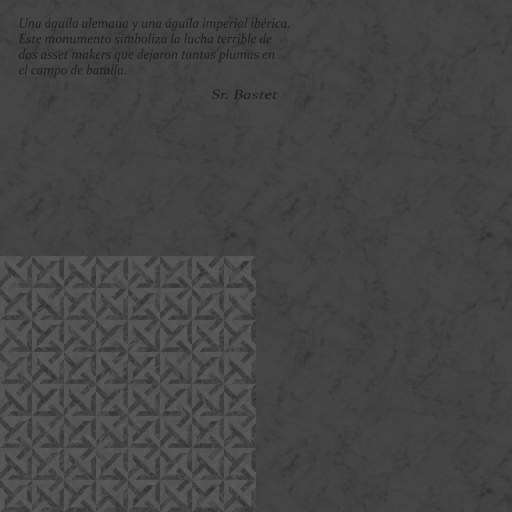 Una águila alemana y una águila imperial ibérica.
Este monumento simboliza la lucha terrible de
dos asset makers que dejaron tantas plumas en
el campo de batalla.
Sr. Bastet